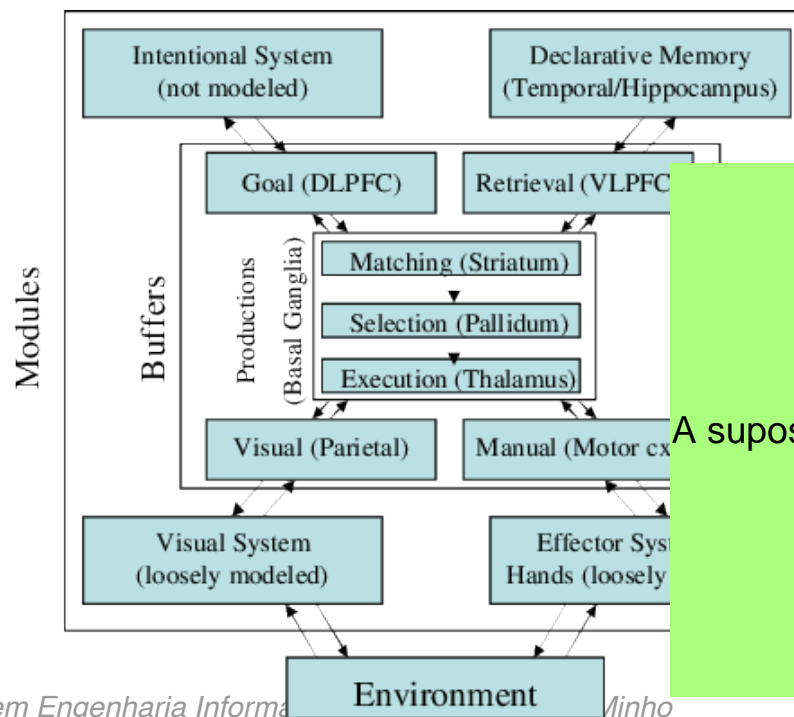 Intentional System
(not modeled)
Declarative Memory
(Temporal/Hippocampus)
Goal (DLPFC)
Retrieval (VLPFC
Modules
Buffers
Productions
(Basal Ganglia)
Matching (Striatum)
Selection (Pallidum)
Execution (Thalamus)
Visual (Parietal)
Manual (Motor cx
A supos
Visual System
(loosely modeled)
Effector Sys
Hands (loosely
Environment
em Engenharia Informa
Minho